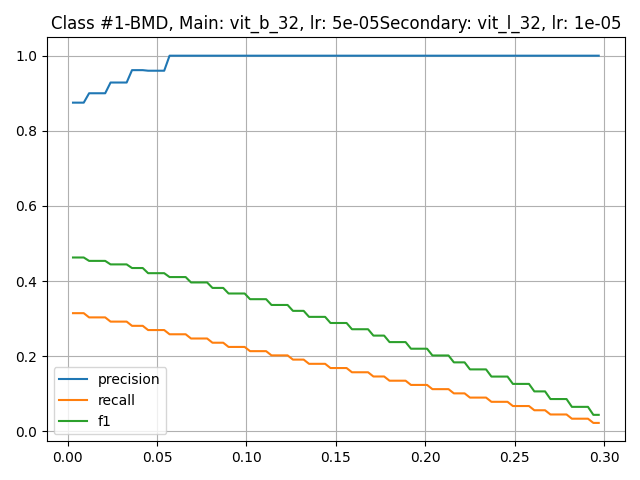 Class #1-BMD, Main: vit_b_32, lr: 5e-05Secondary: vit_l_32, lr: 1e-05
1.0
0.8
0.6
0.4
0.2
0.0
precision
recall
f1
0.00 0.05 0.10 0.15 0.20 0.25 0.30